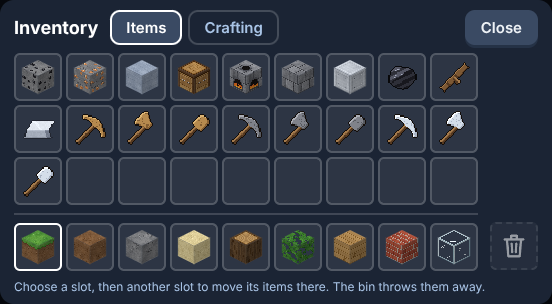 Inventory Items Crafting Close
Choose a slot, then another slot to move its items there. The bin throws them away.